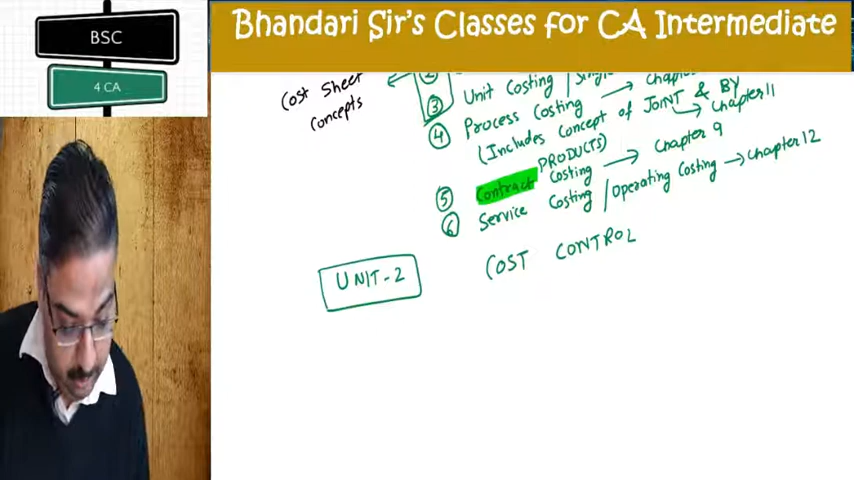 Bhandari Sir's Classes for CA Intermediate
BSC
4 CA
Cost Sheet
Concepts
3 Unit Costing
4 Process Costing
(Includes Concept of JOINT & BY
PRODUCTS)
Chapter 11
5 Contract Costing → Chapter 9
6 Service Costing / Operating Costing → Chapter 12
UNIT-2 COST CONTROL